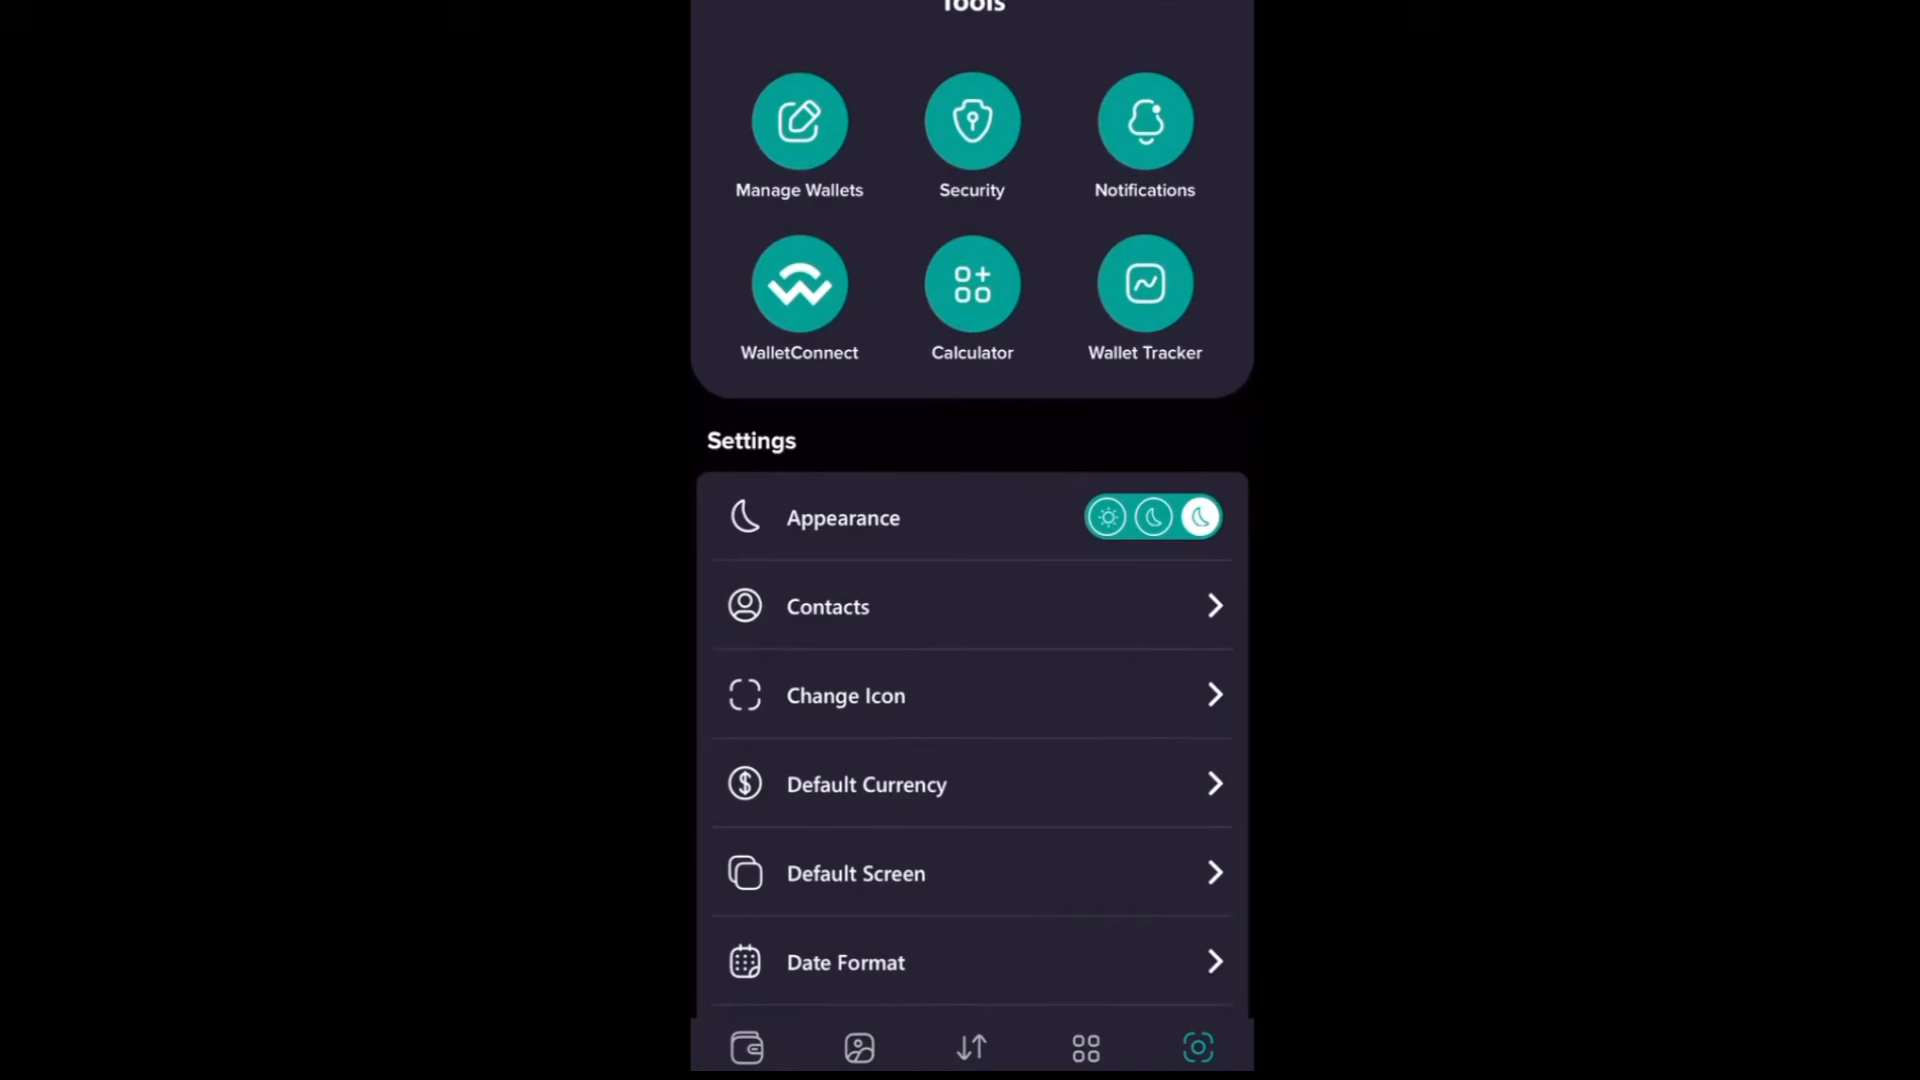 Tools
Manage Wallets
Security
Notifications
WalletConnect
Calculator
Wallet Tracker
Settings
Appearance
Contacts
Change Icon
Default Currency
Default Screen
Date Format